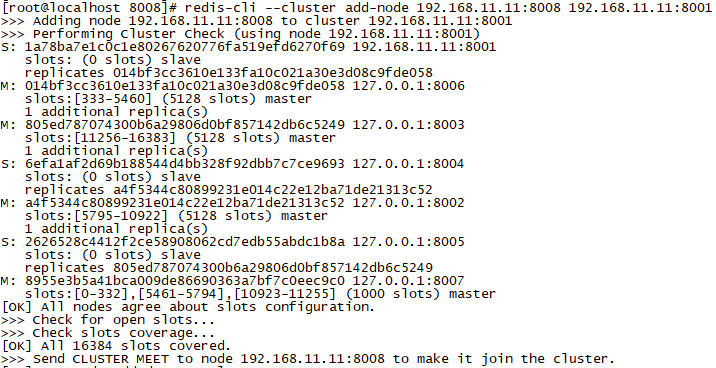 [root@localhost 8008]# redis-cli --cluster add-node 192.168.11.11:8008 192.168.11.11:8001
>>> Adding node 192.168.11.11:8008 to cluster 192.168.11.11:8001
>>> Performing Cluster Check (using node 192.168.11.11:8001)
S: 1a78ba7e1c0c1e80267620776fa519efd6270f69 192.168.11.11:8001
   slots: (0 slots) slave
   replicates 014bf3cc3610e133fa10c021a30e3d08c9fde058
M: 014bf3cc3610e133fa10c021a30e3d08c9fde058 127.0.0.1:8006
   slots:[333-5460] (5128 slots) master
   1 additional replica(s)
M: 805ed787074300b6a29806d0bf857142db6c5249 127.0.0.1:8003
   slots:[11256-16383] (5128 slots) master
   1 additional replica(s)
S: 6efa1af2d69b188544d4bb328f92dbb7c7ce9693 127.0.0.1:8004
   slots: (0 slots) slave
   replicates a4f5344c80899231e014c22e12ba71de21313c52
M: a4f5344c80899231e014c22e12ba71de21313c52 127.0.0.1:8002
   slots:[5795-10922] (5128 slots) master
   1 additional replica(s)
S: 2626528c4412f2ce58908062cd7edb55abdc1b8a 127.0.0.1:8005
   slots: (0 slots) slave
   replicates 805ed787074300b6a29806d0bf857142db6c5249
M: 8955e3b5a41bca009de86690363a7bf7c0eec9c0 127.0.0.1:8007
   slots:[0-332],[5461-5794],[10923-11255] (1000 slots) master
[OK] All nodes agree about slots configuration.
>>> Check for open slots...
>>> Check slots coverage...
[OK] All 16384 slots covered.
>>> Send CLUSTER MEET to node 192.168.11.11:8008 to make it join the cluster.